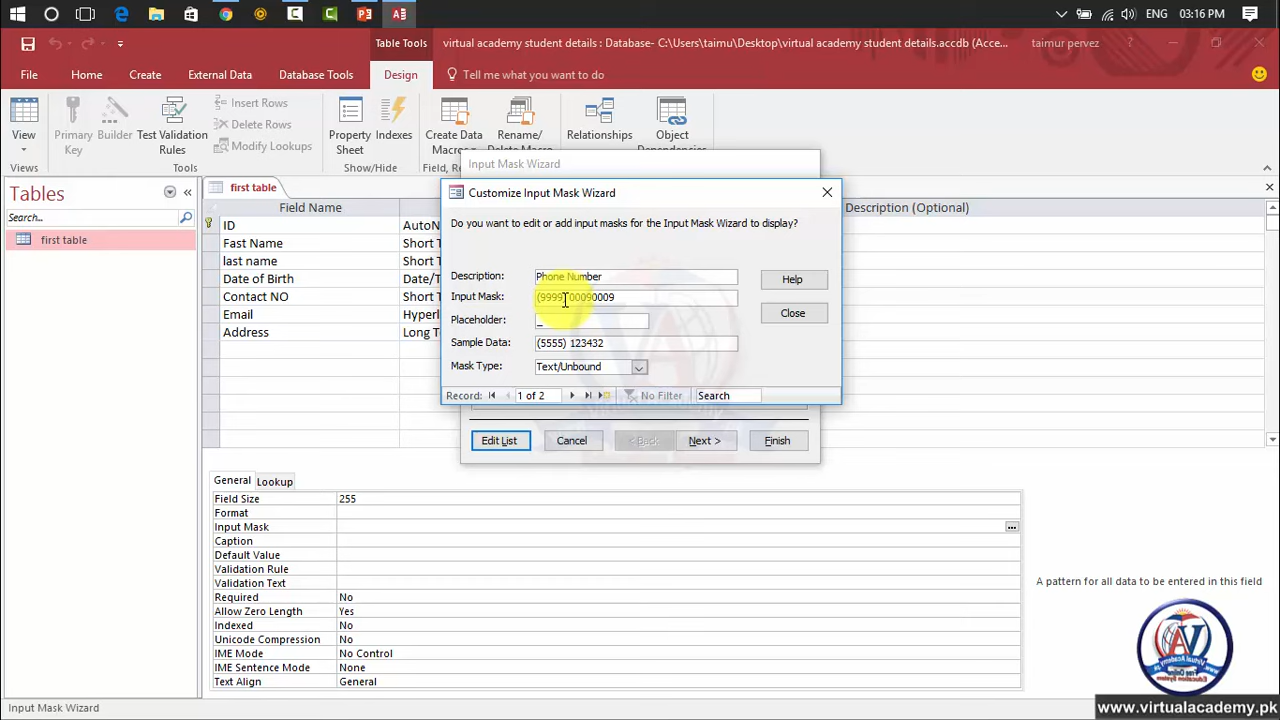 ENG 03:16 PM
Table Tools
virtual academy student details : Database- C:\Users\taimu\Desktop\virtual academy student details.accdb (Acce...
taimur pervez
?
File Home Create External Data Database Tools Design Tell me what you want to do
View
Primary Key
Builder
Test Validation Rules
Insert Rows
Delete Rows
Modify Lookups
Property Sheet
Indexes
Create Data Macros
Rename/ Delete Macro
Relationships
Object Dependencies
Views
Tools
Show/Hide
Field, Re
Input Mask Wizard
Tables
Search...
first table
first table
Field Name
Description (Optional)
ID AutoN
Fast Name Short T
last name Short T
Date of Birth Date/T
Contact NO Short T
Email Hyperl
Address Long T
Customize Input Mask Wizard
Do you want to edit or add input masks for the Input Mask Wizard to display?
Description: Phone Number
Input Mask:
Placeholder: _
Sample Data: (5555) 123432
Mask Type: Text/Unbound
Help
Close
Record: 1 of 2 No Filter Search
Edit List Cancel < Back Next > Finish
General Lookup
Field Size 255
Format
Input Mask ...
Caption
Default Value
Validation Rule
Validation Text
Required No
Allow Zero Length Yes
Indexed No
Unicode Compression No
IME Mode No Control
IME Sentence Mode None
Text Align General
A pattern for all data to be entered in this field
Input Mask Wizard
www.virtualacademy.pk